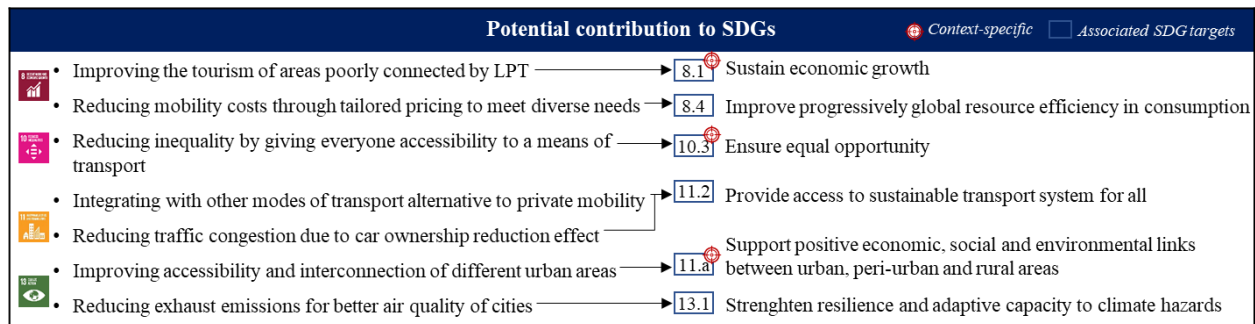 Potential contribution to SDGs
Context-specific
Associated SDG targets
• Improving the tourism of areas poorly connected by LPT
8.1
Sustain economic growth
• Reducing mobility costs through tailored pricing to meet diverse needs
8.4
Improve progressively global resource efficiency in consumption
• Reducing inequality by giving everyone accessibility to a means of
transport
10.3
Ensure equal opportunity
• Integrating with other modes of transport alternative to private mobility
• Reducing traffic congestion due to car ownership reduction effect
11.2
Provide access to sustainable transport system for all
• Improving accessibility and interconnection of different urban areas
11.a
Support positive economic, social and environmental links
between urban, peri-urban and rural areas
• Reducing exhaust emissions for better air quality of cities
13.1
Strenghten resilience and adaptive capacity to climate hazards